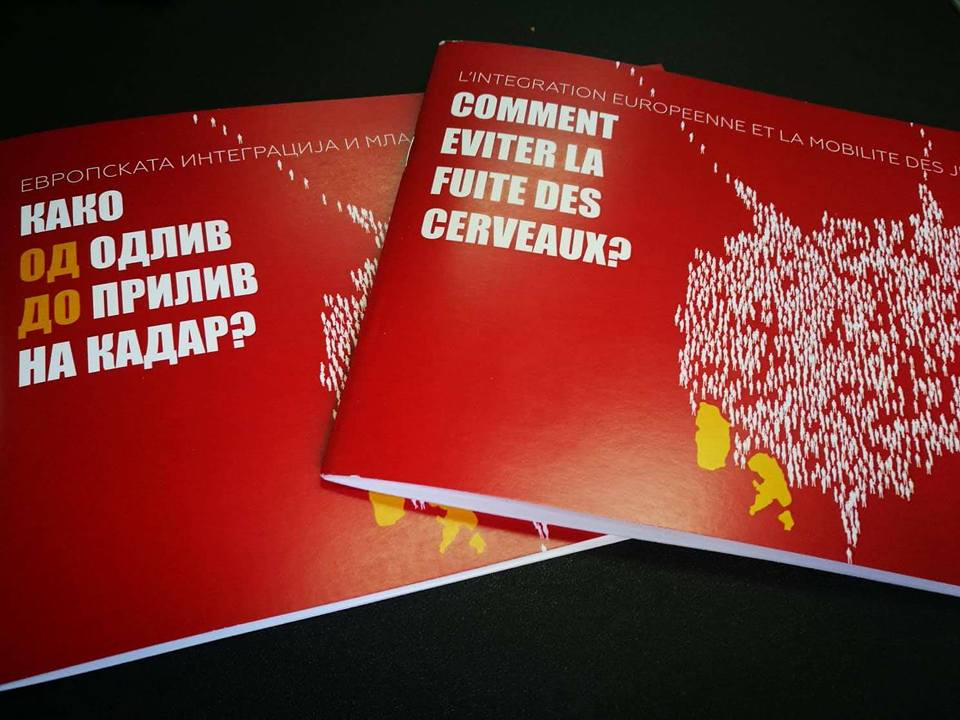 ЕВРОПСКАТА ИНТЕГРАЦИЈА И
КАКО
ОД ОДЛИВ
ДО ПРИЛИВ
НА КАДАР?
L'INTEGRATION EUROPEENNE ET LA MOBILITE DES
COMMENT
EVITER LA
FUITE DES
CERVEAUX?